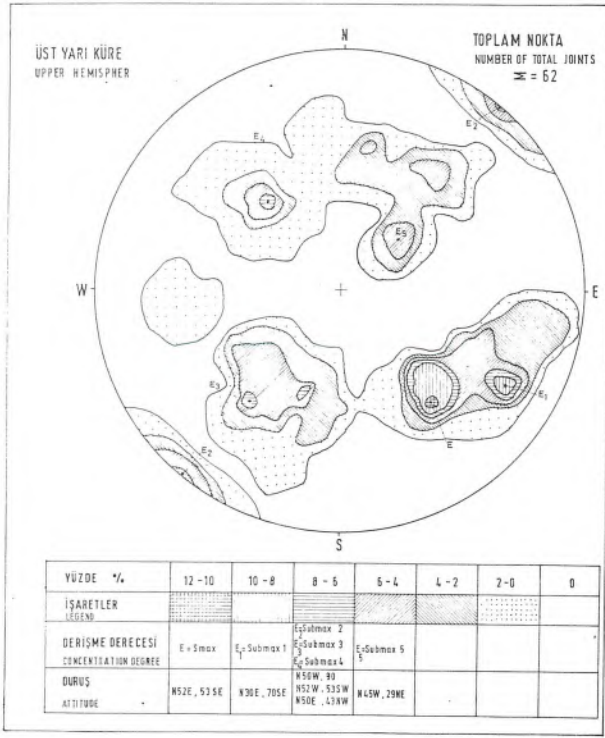 ÜST YARI KÜRE
UPPER HEMISPHER
N
TOPLAM NOKTA
NUMBER OF TOTAL JOINTS
Σ = 62
E2
E4
E5
W
E
E3
E1
E
E2
S
YÜZDE %
12-10
10-8
8-6
6-4
4-2
2-0
0
İŞARETLER
LEGEND
DERİŞME DERECESİ
CONCENTRATION DEGREE
E=Smax
E1=Submax 1
E2=Submax 2
E3=Submax 3
E4=Submax 4
E5=Submax 5
DURUŞ
ATTITUDE
N52E, 53SE
N30E, 70SE
N50W, 90
N52W, 53SW
N50E, 43NW
N45W, 29NE